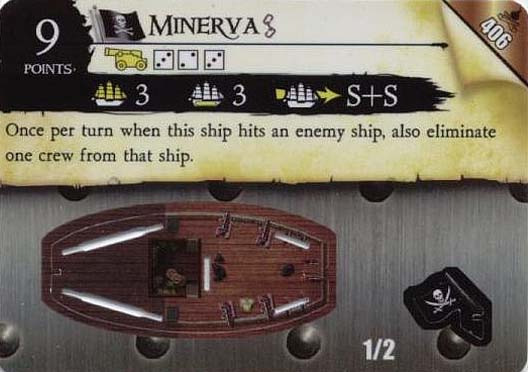 9
POINTS
MINERVA
406
3 3 S+S
Once per turn when this ship hits an enemy ship, also eliminate
one crew from that ship.
1/2